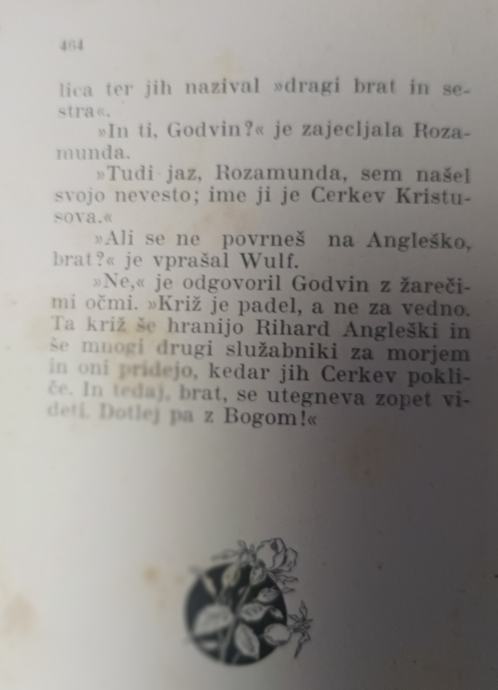 464
lica ter jih nazival »dragi brat in se-
stra«.
»In ti, Godvin?« je zajecljala Roza-
munda.
»Tudi jaz, Rozamunda, sem našel
svojo nevesto; ime ji je Cerkev Kristu-
sova.«
»Ali se ne povrneš na Angleško,
brat?« je vprašal Wulf.
»Ne,« je odgovoril Godvin z žareči-
mi očmi. »Križ je padel, a ne za vedno.
Ta križ še hranijo Rihard Angleški in
še mnogi drugi služabniki za morjem
in oni pridejo, kedar jih Cerkev pokli-
če. In tedaj, brat, se utegneva zopet vi-
deti. Dotlej pa z Bogom!«